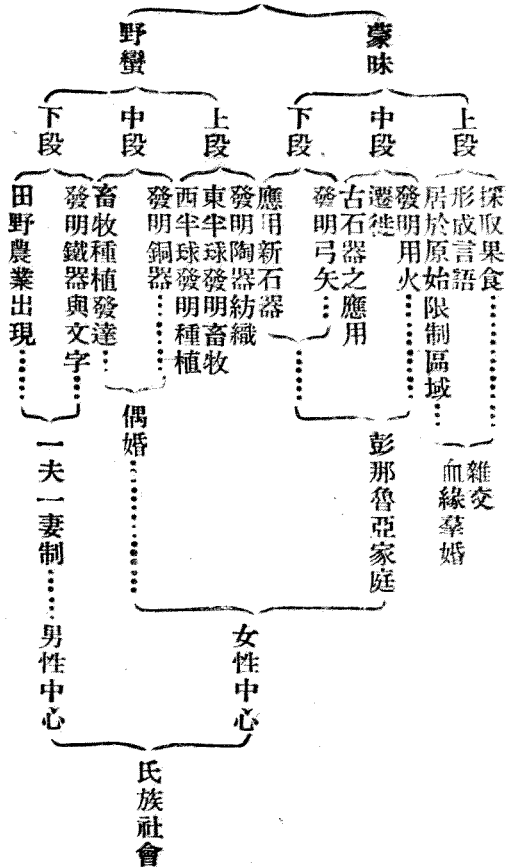 蒙昧
野蠻
上段
中段
下段
上段
中段
下段
採取果食
形成言語
居於原始限制區域
發明用火
遷徙
古石器之應用
發明弓矢
應用新石器
發明陶器紡織
東半球發明畜牧
西半球發明種植
發明銅器
畜牧種植發達
發明鐵器與文字
田野農業出現
雜交
血緣羣婚
彭那魯亞家庭
偶婚
一夫一妻制
女性中心
男性中心
氏族社會